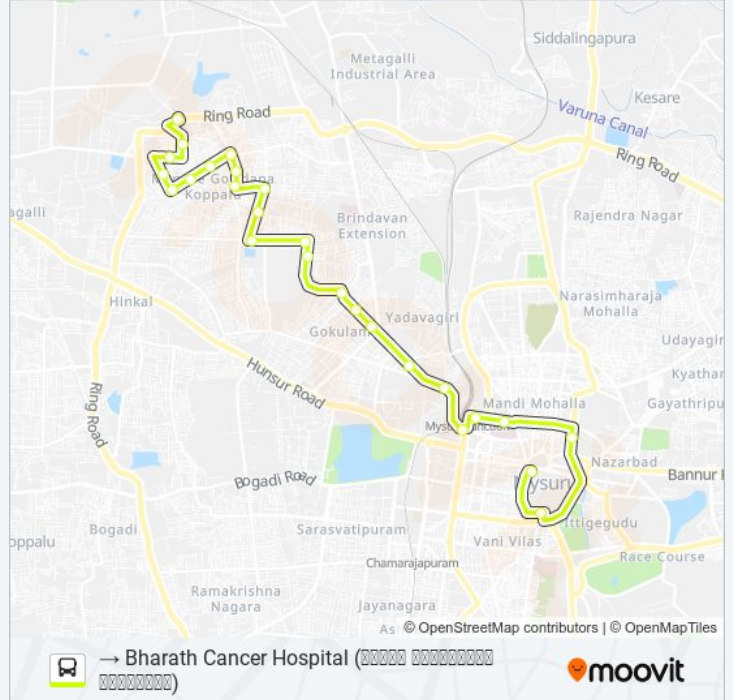 Siddalingapura
Metagalli
Industrial Area
Kesare
Ring Road
Varuna Canal
Ring Road
Koppalu
agalli
Rajendra Nagar
Brindavan
Extension
Hinkal
Narasimharaja
Mohalla
Yadavagiri
Gokulam
Udayagir
Hunsur Road
Kyathar
Ring Road
Mandi Mohalla
Gayathripu
Nazarbad
Bogadi Road
Mysuru
Bannur
Bogadi
Sarasvatipuram
Ittigegudu
oppalu
Vani Vilas
Race Course
Chamarajapuram
Ramakrishna
Nagara
Jayanagara
As
© OpenStreetMap contributors | © OpenMapTiles
→ Bharath Cancer Hospital (
)
moovit